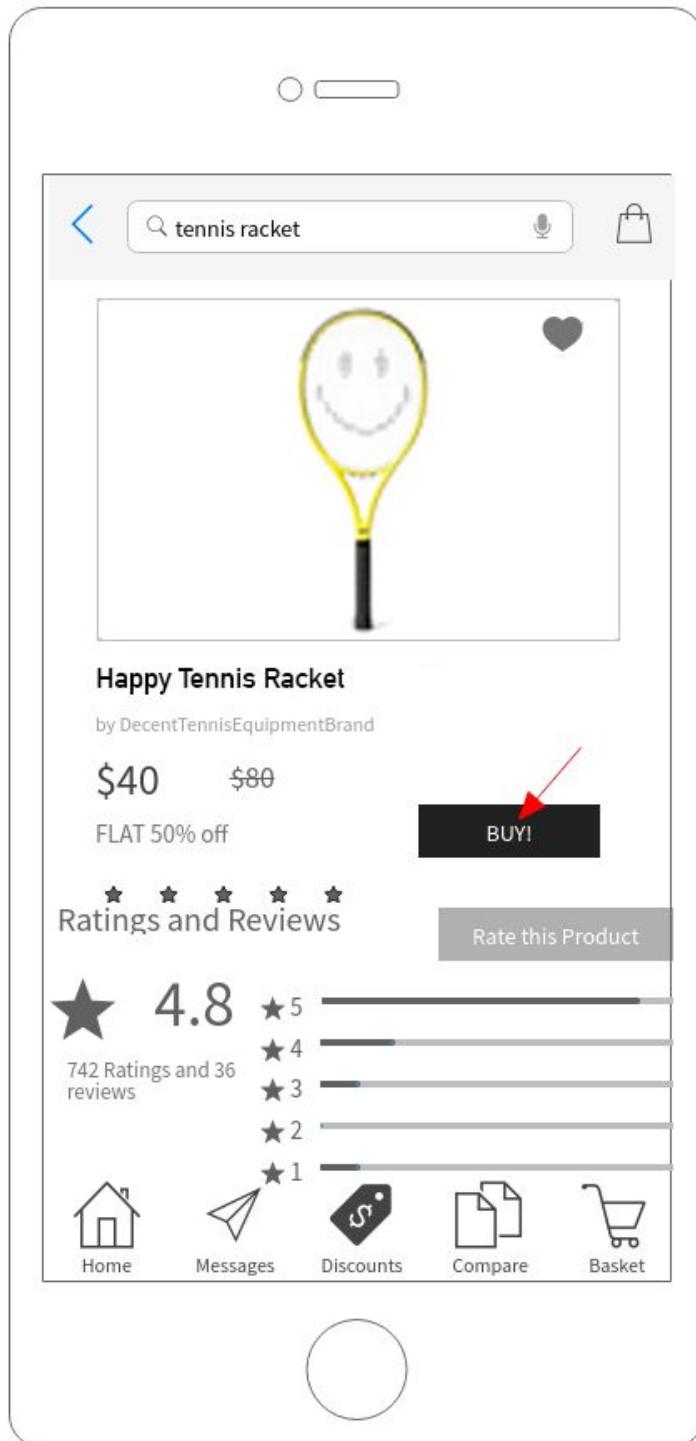 tennis racket
Happy Tennis Racket
by DecentTennisEquipmentBrand
$40 $80
FLAT 50% off
BUY!
Ratings and Reviews
Rate this Product
4.8
742 Ratings and 36
reviews
5
4
3
2
1
$
Home Messages Discounts Compare Basket